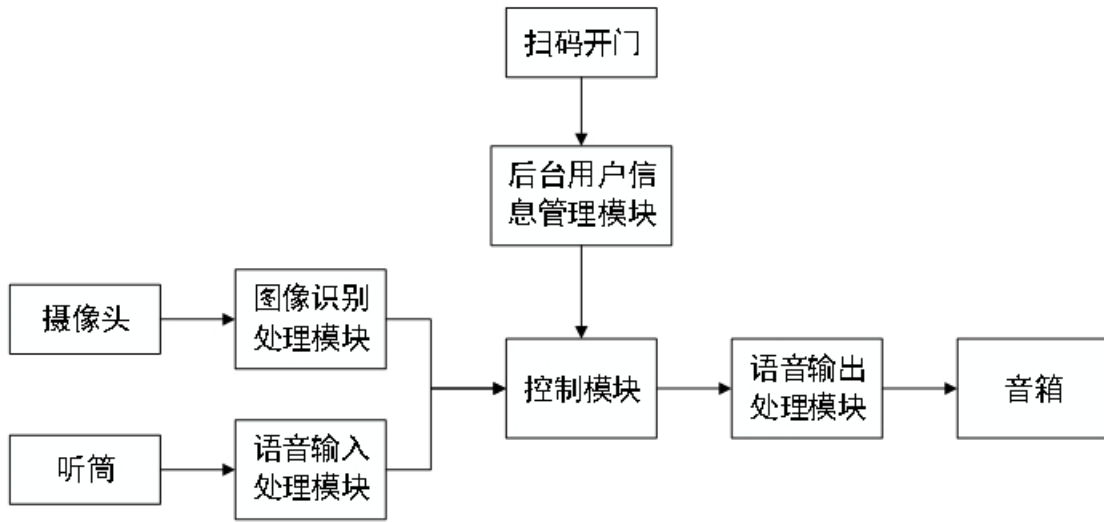 扫码开门
后台用户信
息管理模块
摄像头
图像识别
处理模块
控制模块
语音输出
处理模块
音箱
听筒
语音输入
处理模块